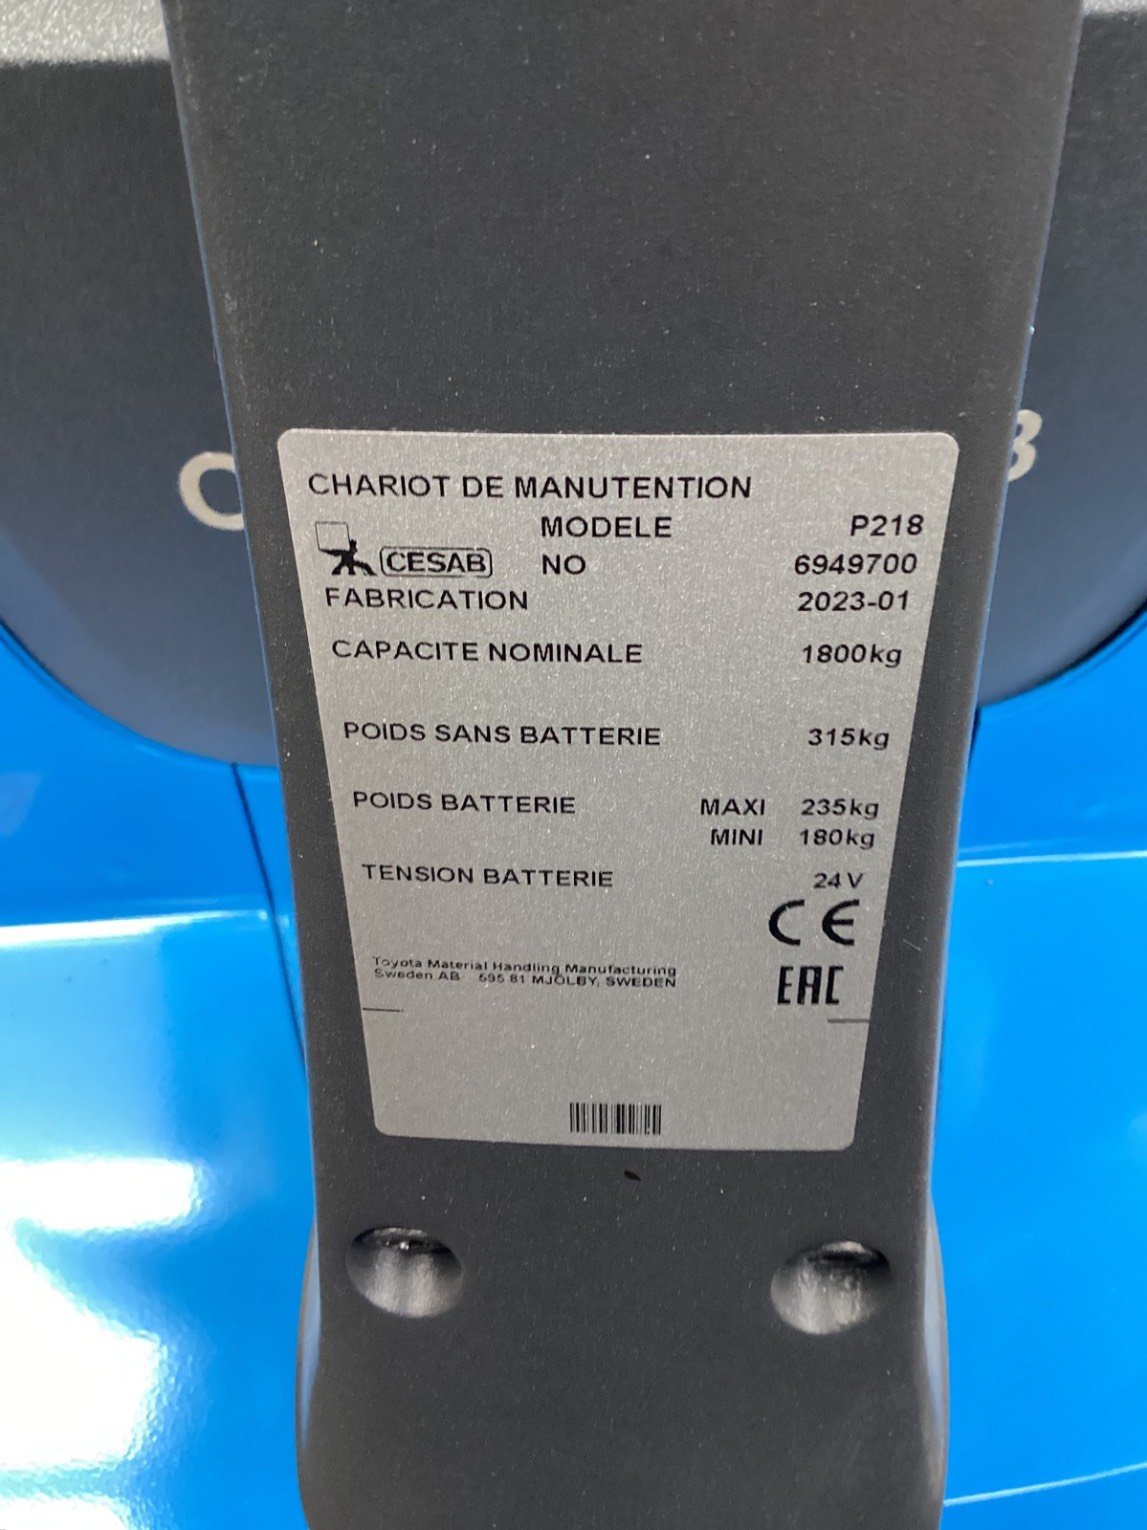 CHARIOT DE MANUTENTION
MODELE P218
CESAB NO 6949700
FABRICATION 2023-01
CAPACITE NOMINALE 1800kg
POIDS SANS BATTERIE 315kg
POIDS BATTERIE MAXI 235kg
MINI 180kg
TENSION BATTERIE 24V
CE
Toyota Material Handling Manufacturing
Sweden AB 595 81 MJÖLBY, SWEDEN
EAC
C
B